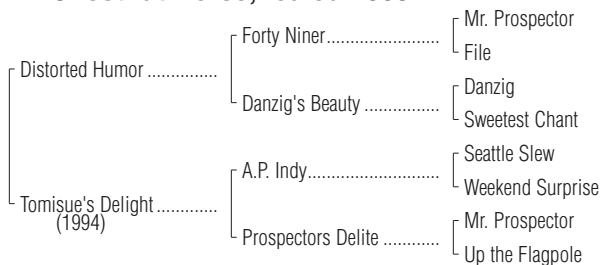 Forty Niner........................... Mr. Prospector
File
Distorted Humor ...............
Danzig's Beauty ................ Danzig
Sweetest Chant
A.P. Indy.............................. Seattle Slew
Weekend Surprise
Tomisue's Delight .............
(1994)
Prospectors Delite ............ Mr. Prospector
Up the Flagpole